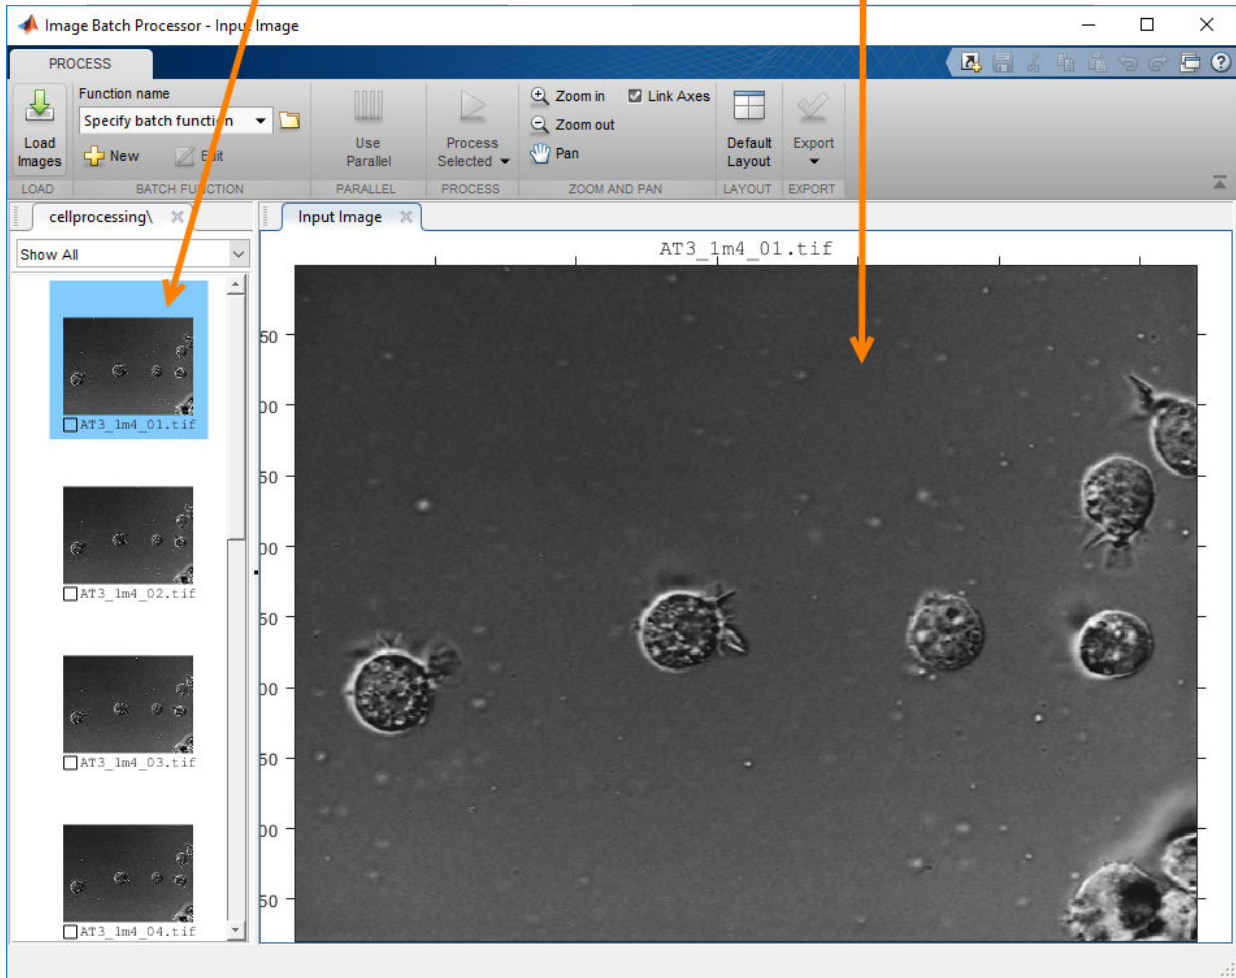 Image Batch Processor - Input Image
PROCESS
Function name
Specify batch function
Load
Images
New
Edit
Use
Parallel
Process
Selected
Zoom in
Link Axes
Zoom out
Pan
Default
Layout
Export
LOAD
BATCH FUNCTION
PARALLEL
PROCESS
ZOOM AND PAN
LAYOUT
EXPORT
cellprocessing\
Input Image
Show All
AT3_1m4_01.tif
AT3_1m4_01.tif
AT3_1m4_02.tif
AT3_1m4_03.tif
AT3_1m4_04.tif
50
00
50
00
50
00
50
00
50